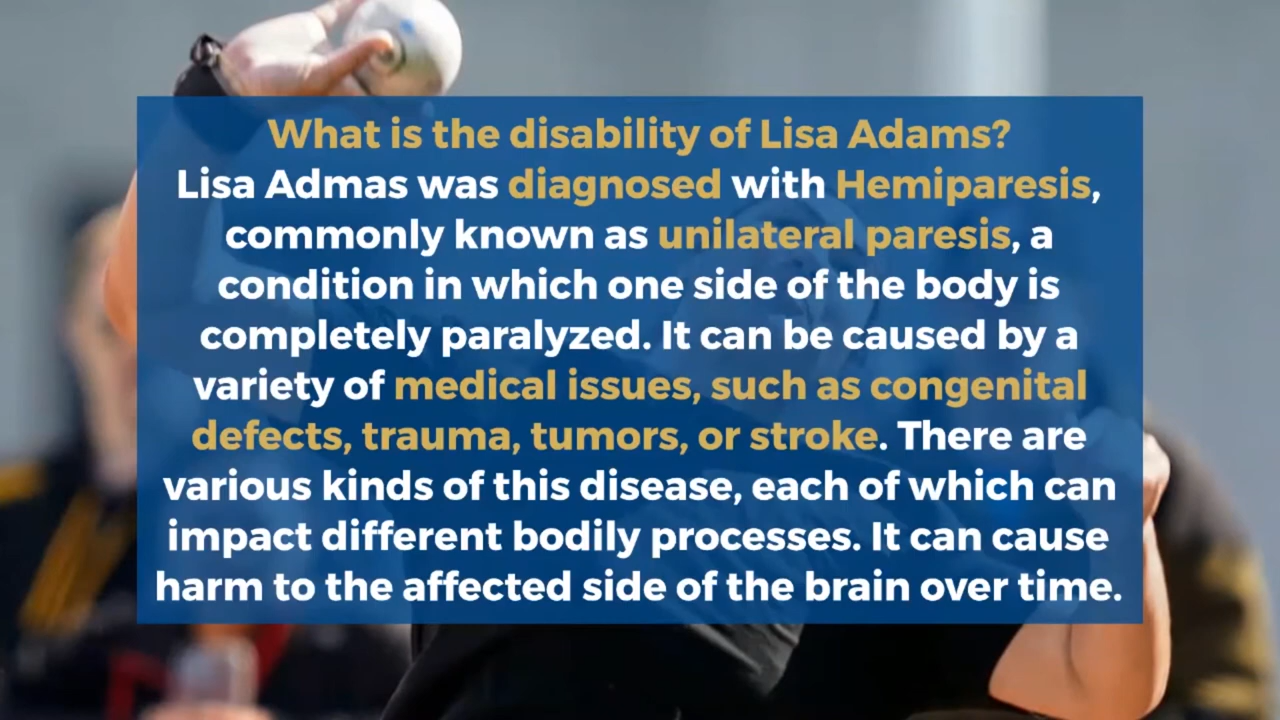 What is the disability of Lisa Adams?
Lisa Admas was diagnosed with Hemiparesis,
commonly known as unilateral paresis, a
condition in which one side of the body is
completely paralyzed. It can be caused by a
variety of medical issues, such as congenital
defects, trauma, tumors, or stroke. There are
various kinds of this disease, each of which can
impact different bodily processes. It can cause
harm to the affected side of the brain over time.